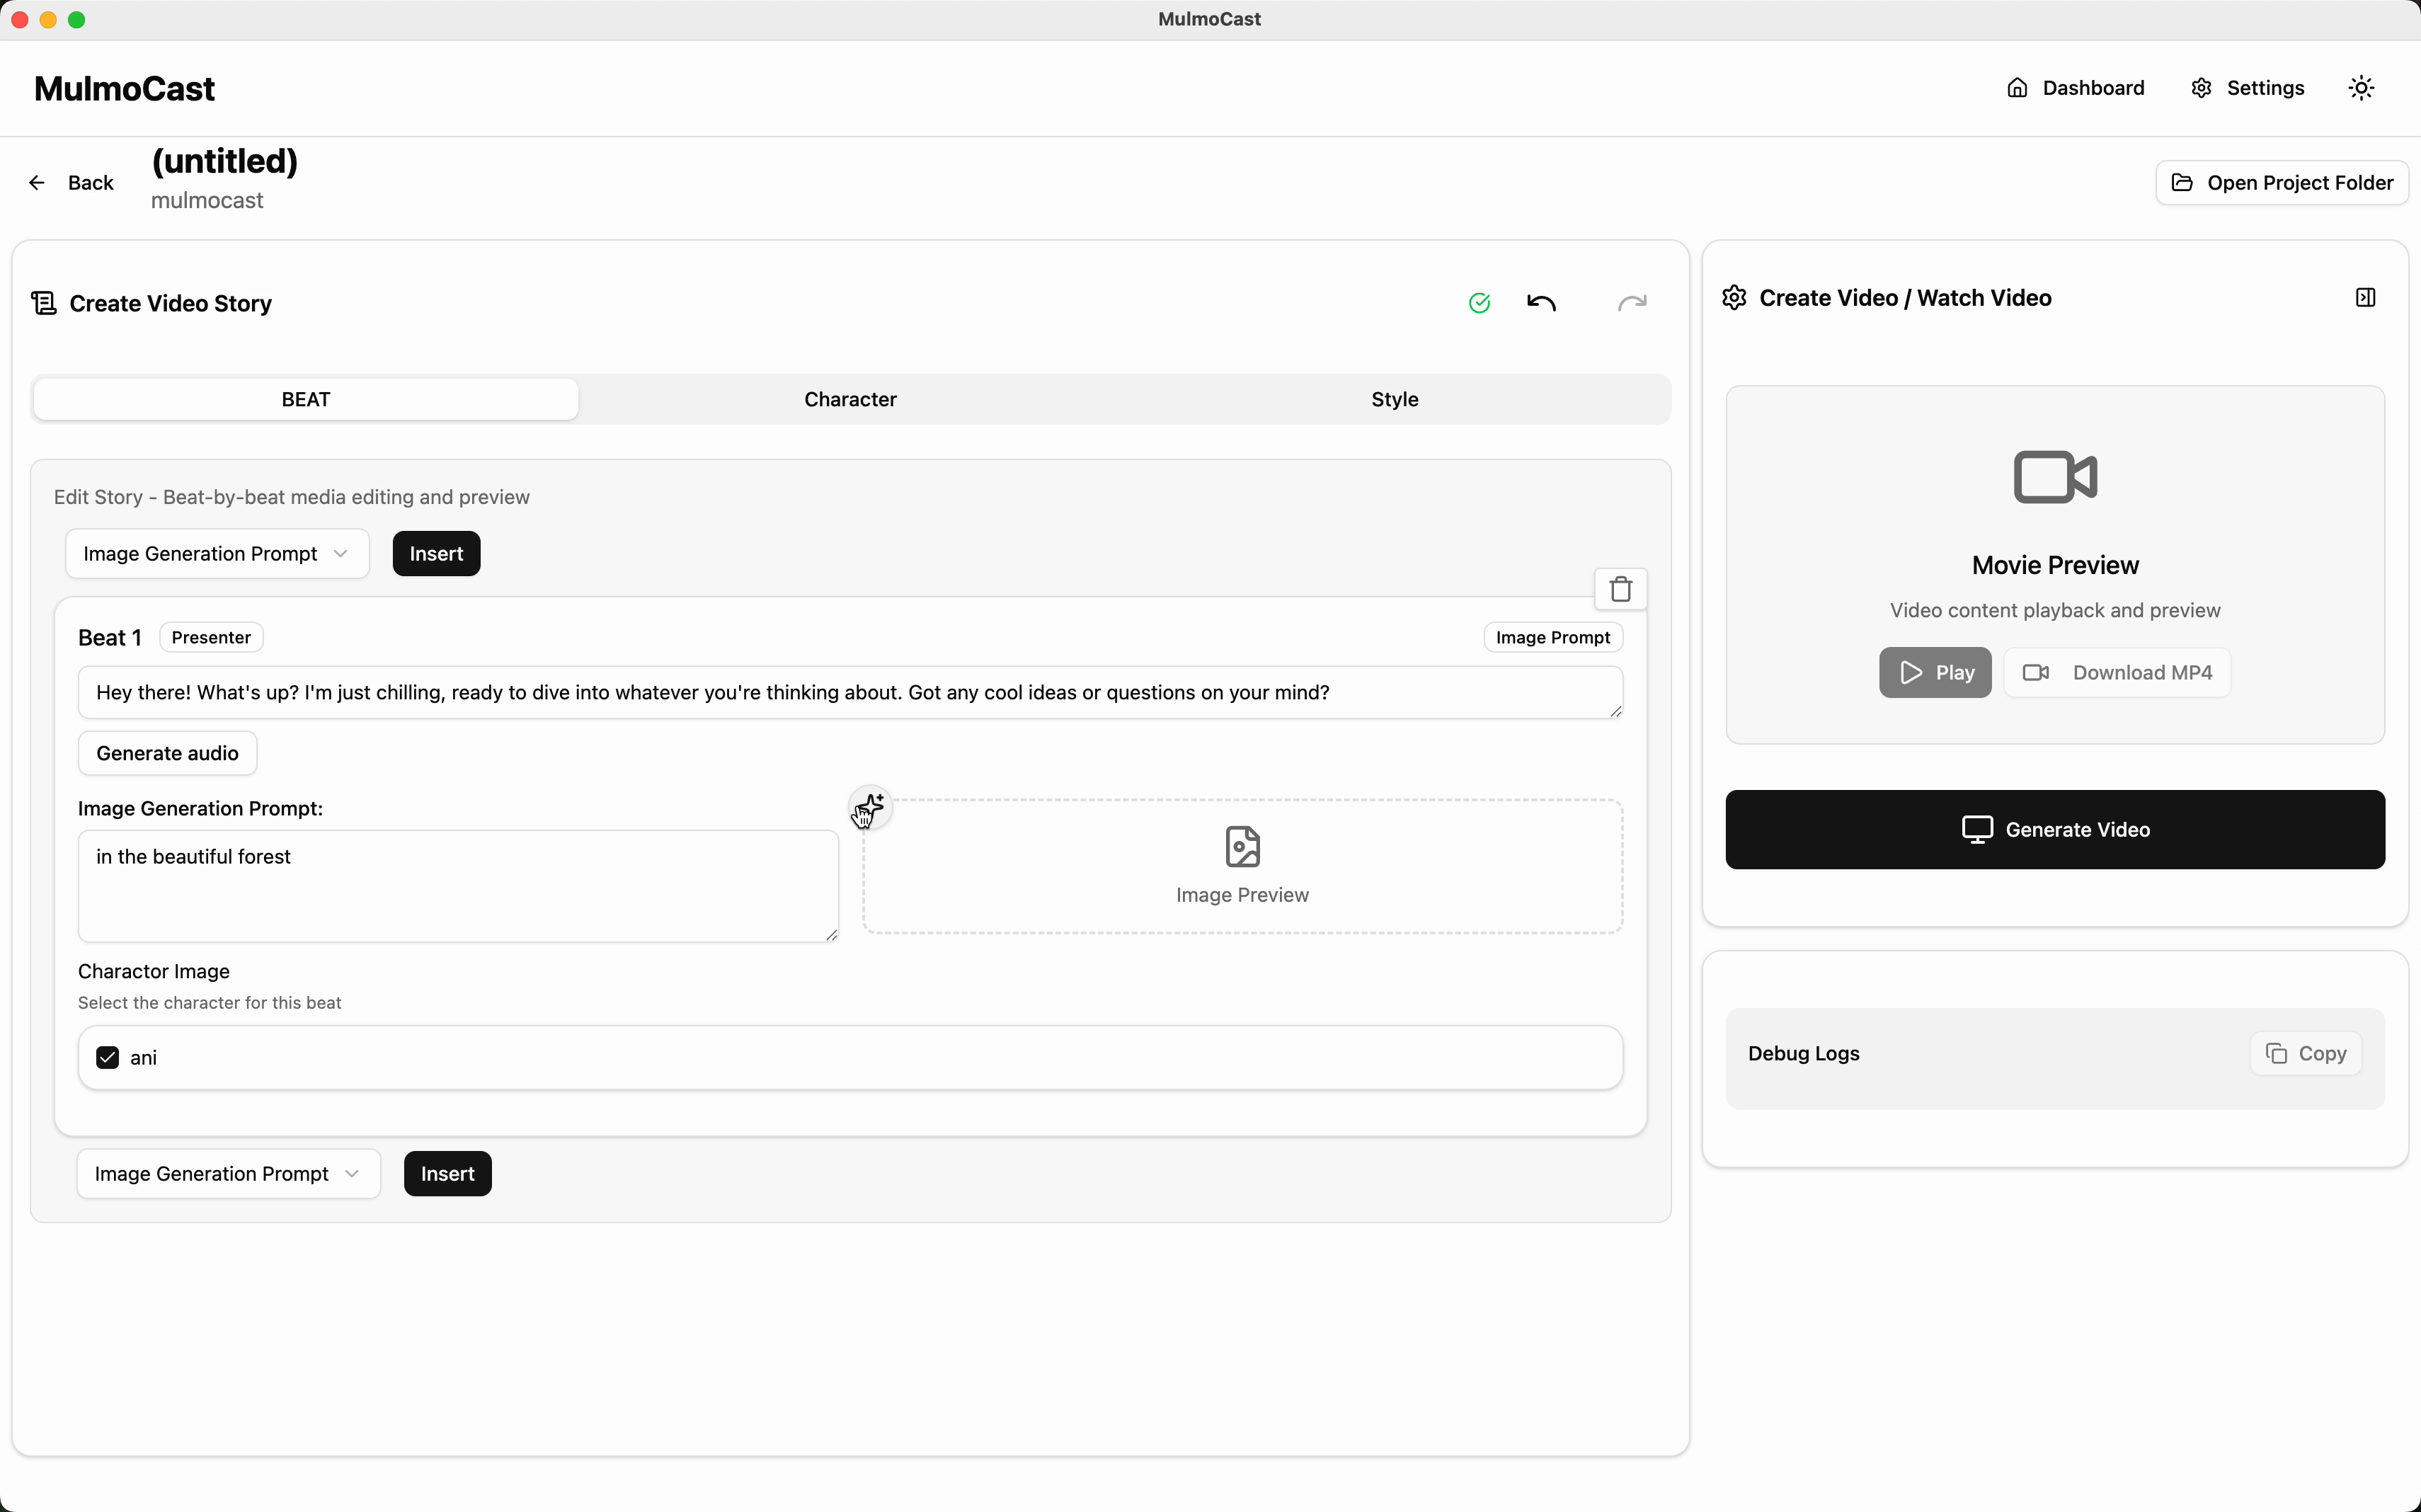 MulmoCast
MulmoCast
Dashboard
Settings
Back
(untitled)
mulmocast
Open Project Folder
Create Video Story
BEAT
Character
Style
Edit Story - Beat-by-beat media editing and preview
Image Generation Prompt
Insert
Beat 1
Presenter
Image Prompt
Hey there! What's up? I'm just chilling, ready to dive into whatever you're thinking about. Got any cool ideas or questions on your mind?
Generate audio
Image Generation Prompt:
in the beautiful forest
Image Preview
Charactor Image
Select the character for this beat
ani
Image Generation Prompt
Insert
Create Video / Watch Video
Movie Preview
Video content playback and preview
Play
Download MP4
Generate Video
Debug Logs
Copy